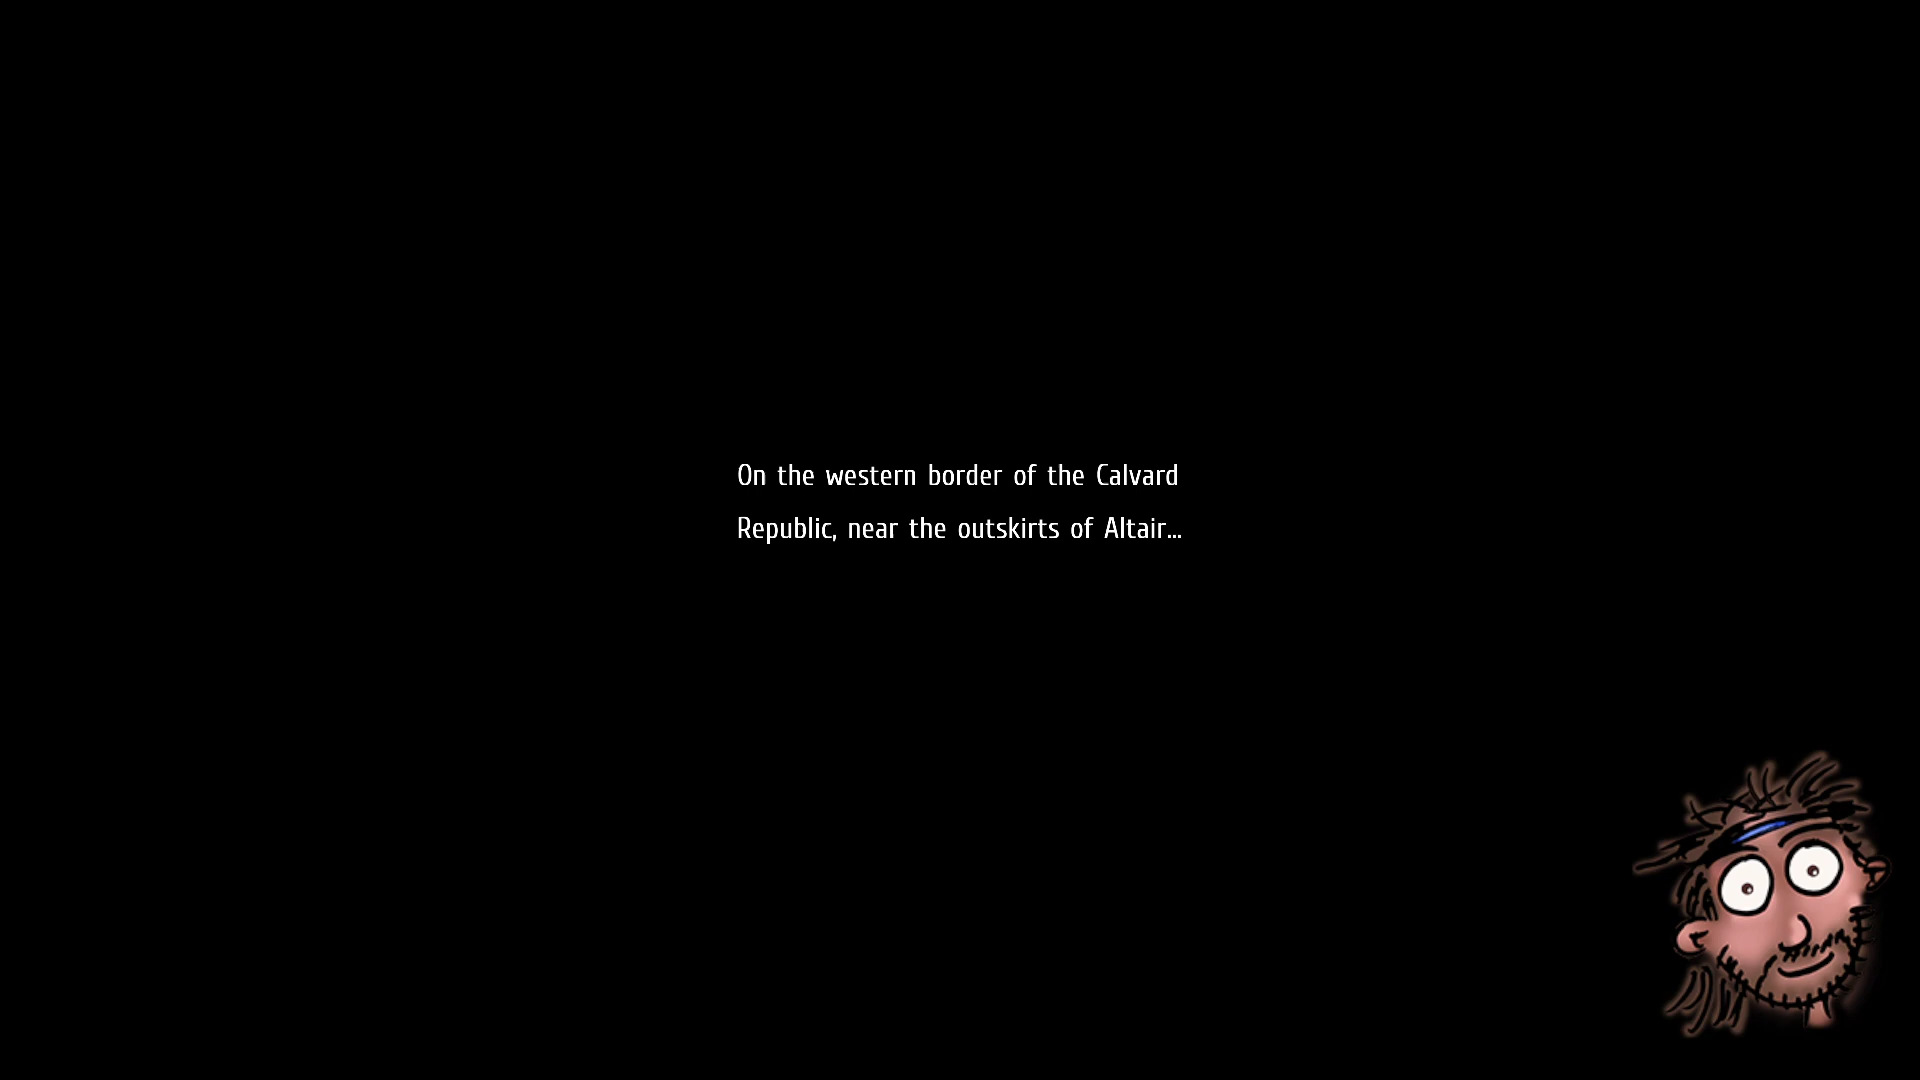 On the western border of the Calvard
Republic, near the outskirts of Altair...